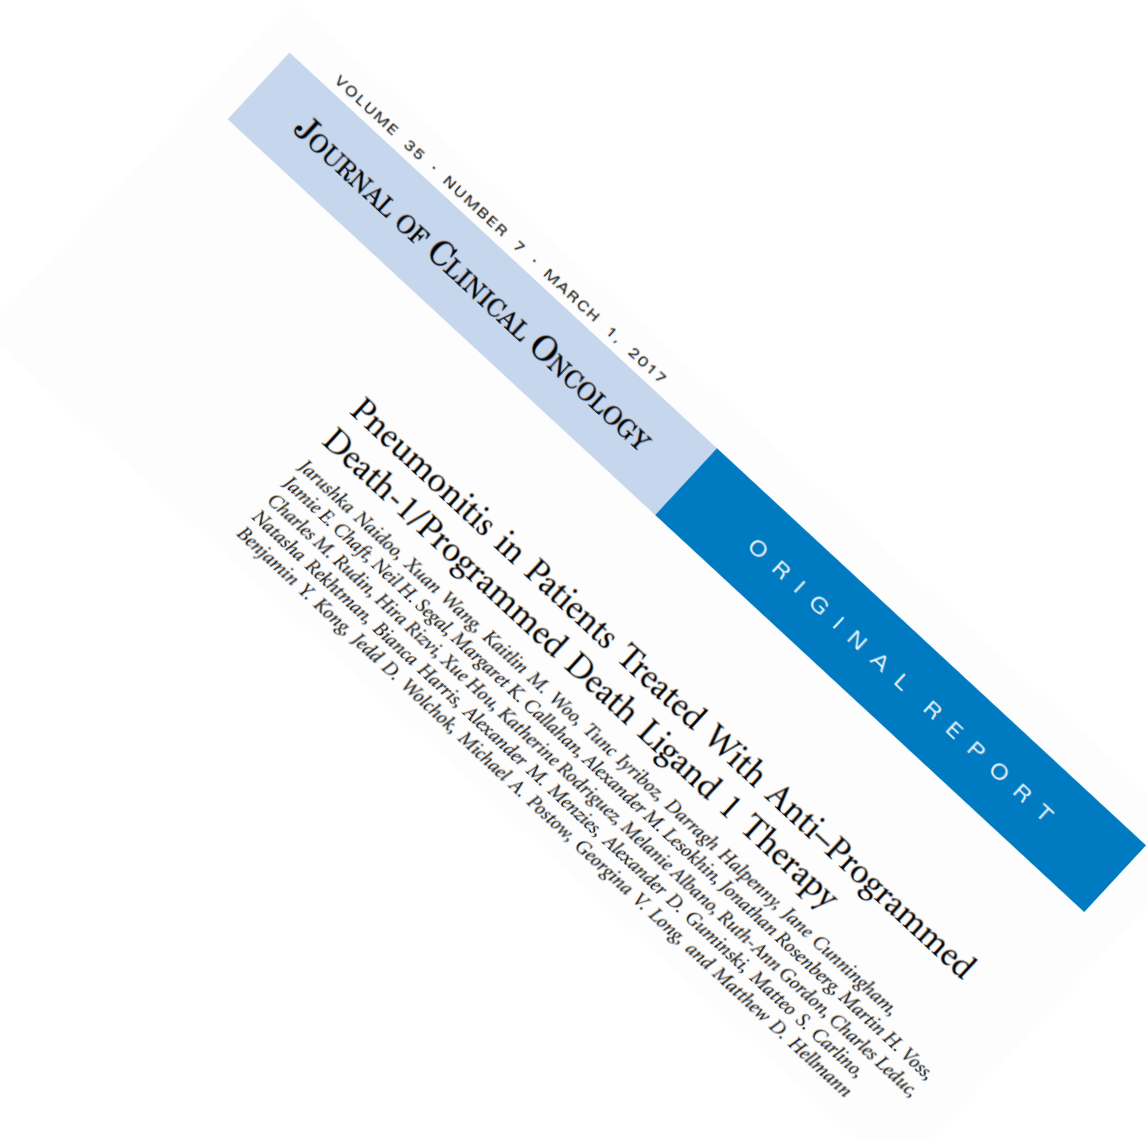 VOLUME 35 · NUMBER 7 · MARCH 1, 2017
JOURNAL OF CLINICAL ONCOLOGY
ORIGINAL REPORT
Pneumonitis in Patients Treated With Anti–Programmed
Death-1/Programmed Death Ligand 1 Therapy
Jarushka Naidoo, Xuan Wang, Kaitlin M. Woo, Tunc Iyriboz, Darragh Halpenny, Jane Cunningham,
Jamie E. Chaft, Neil H. Segal, Margaret K. Callahan, Alexander M. Lesokhin, Jonathan Rosenberg, Martin H. Voss,
Charles M. Rudin, Hira Rizvi, Xue Hou, Katherine Rodriguez, Melanie Albano, Ruth-Ann Gordon, Charles Leduc,
Natasha Rekhtman, Bianca Harris, Alexander M. Menzies, Alexander D. Guminski, Matteo S. Carlino,
Benjamin Y. Kong, Jedd D. Wolchok, Michael A. Postow, Georgina V. Long, and Matthew D. Hellmann